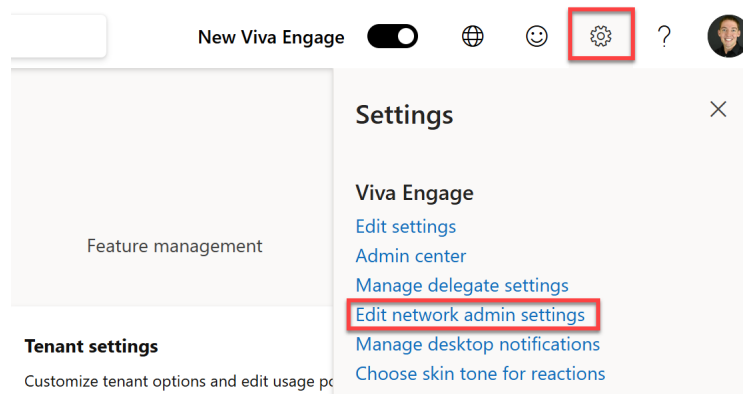 New Viva Engage
?
Settings
Viva Engage
Edit settings
Feature management
Admin center
Manage delegate settings
Edit network admin settings
Tenant settings
Manage desktop notifications
Customize tenant options and edit usage po
Choose skin tone for reactions